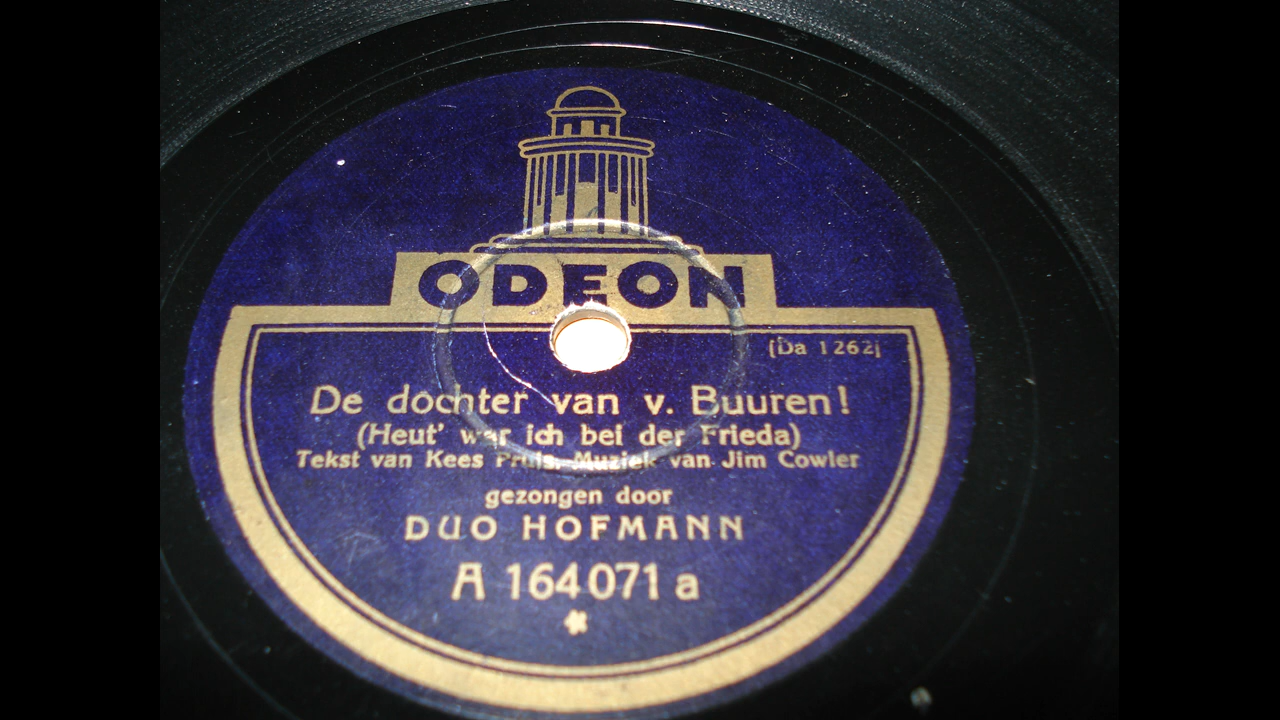 ODEON
[Da 1262]
De dochter van v. Buuren!
(Heut' war ich bei der Frieda)
Tekst van Kees Pruis. Muziek van Jim Cowler
gezongen door
DUO HOFMANN
A 164071 a